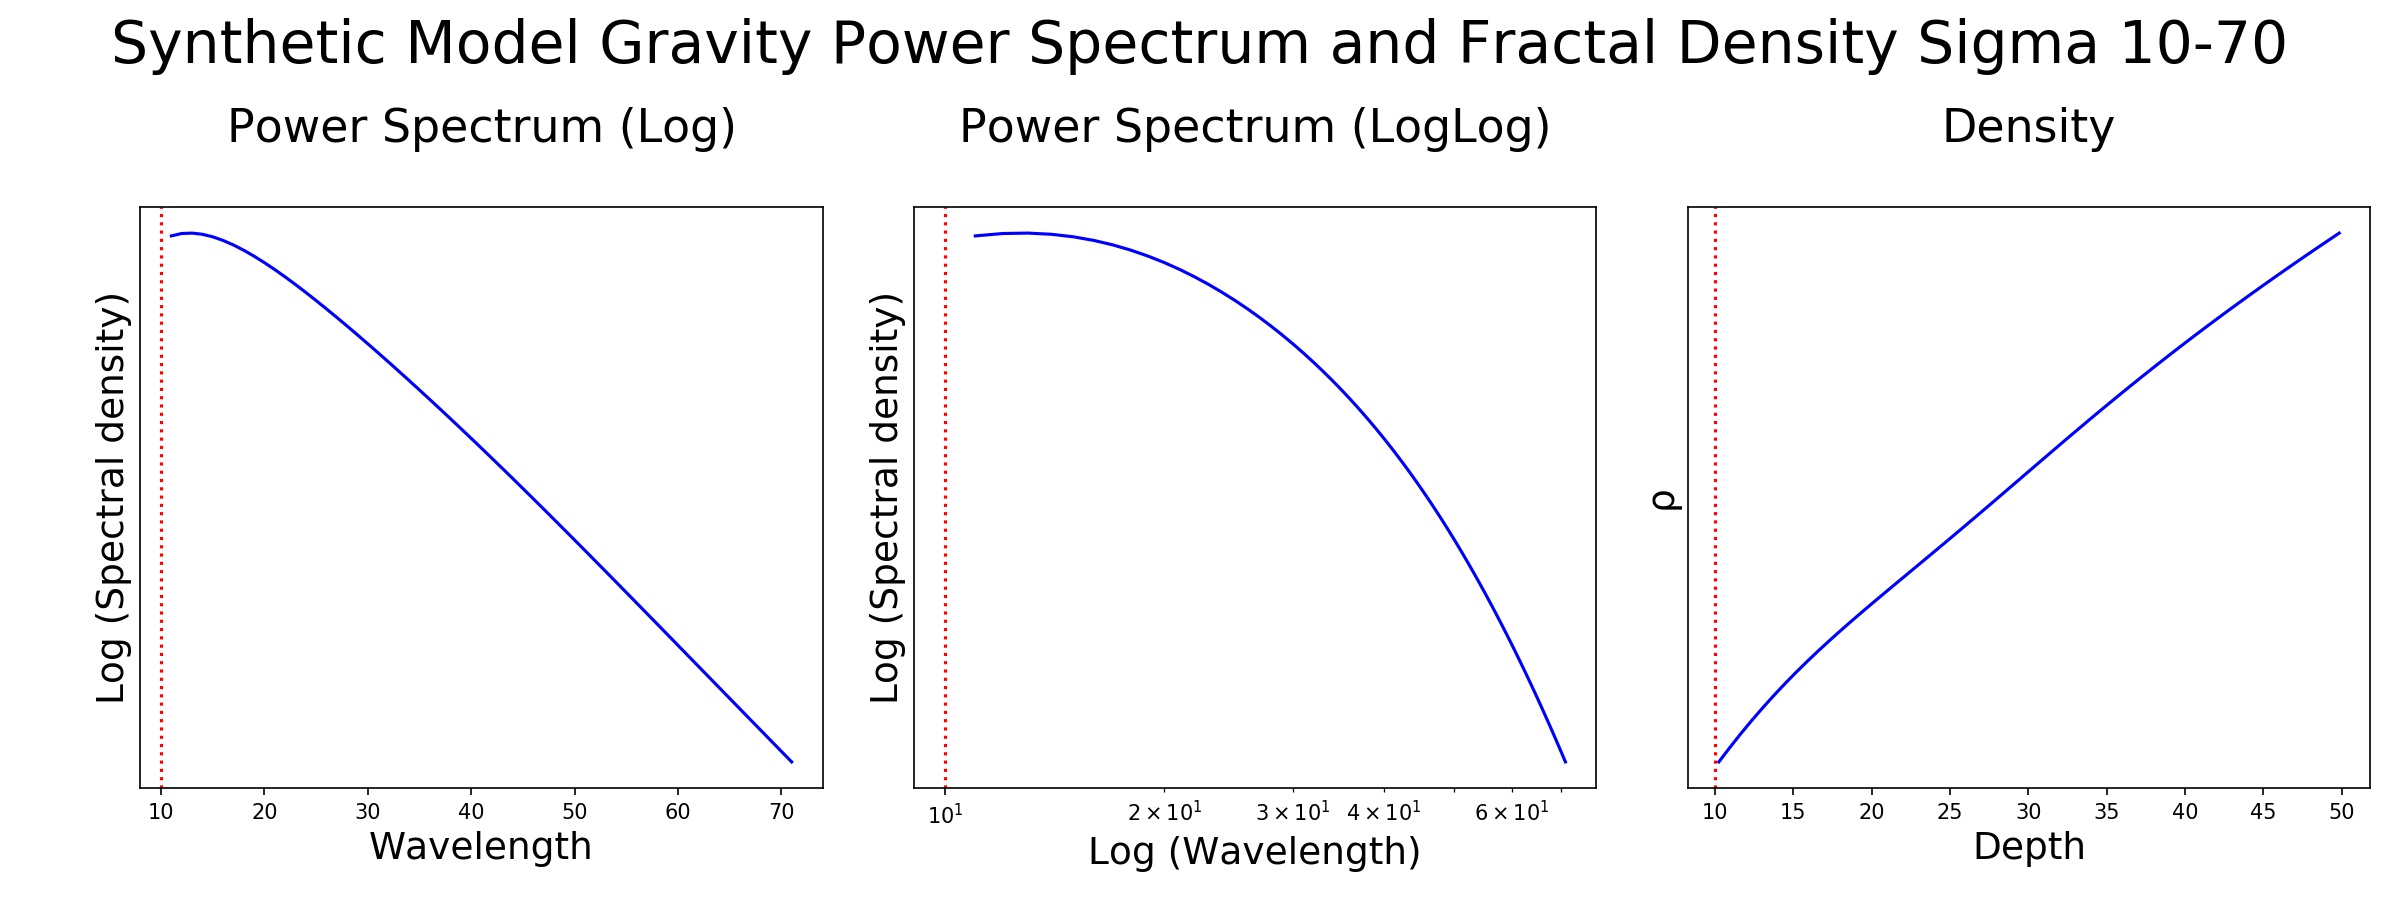 Synthetic Model Gravity Power Spectrum and Fractal Density Sigma 10-70
Power Spectrum (Log)
Log (Spectral density)
10 20 30 40 50 60 70
Wavelength
Power Spectrum (LogLog)
Log (Spectral density)
10¹ 2×10¹ 3×10¹ 4×10¹ 6×10¹
Log (Wavelength)
Density
ρ
10 15 20 25 30 35 40 45 50
Depth